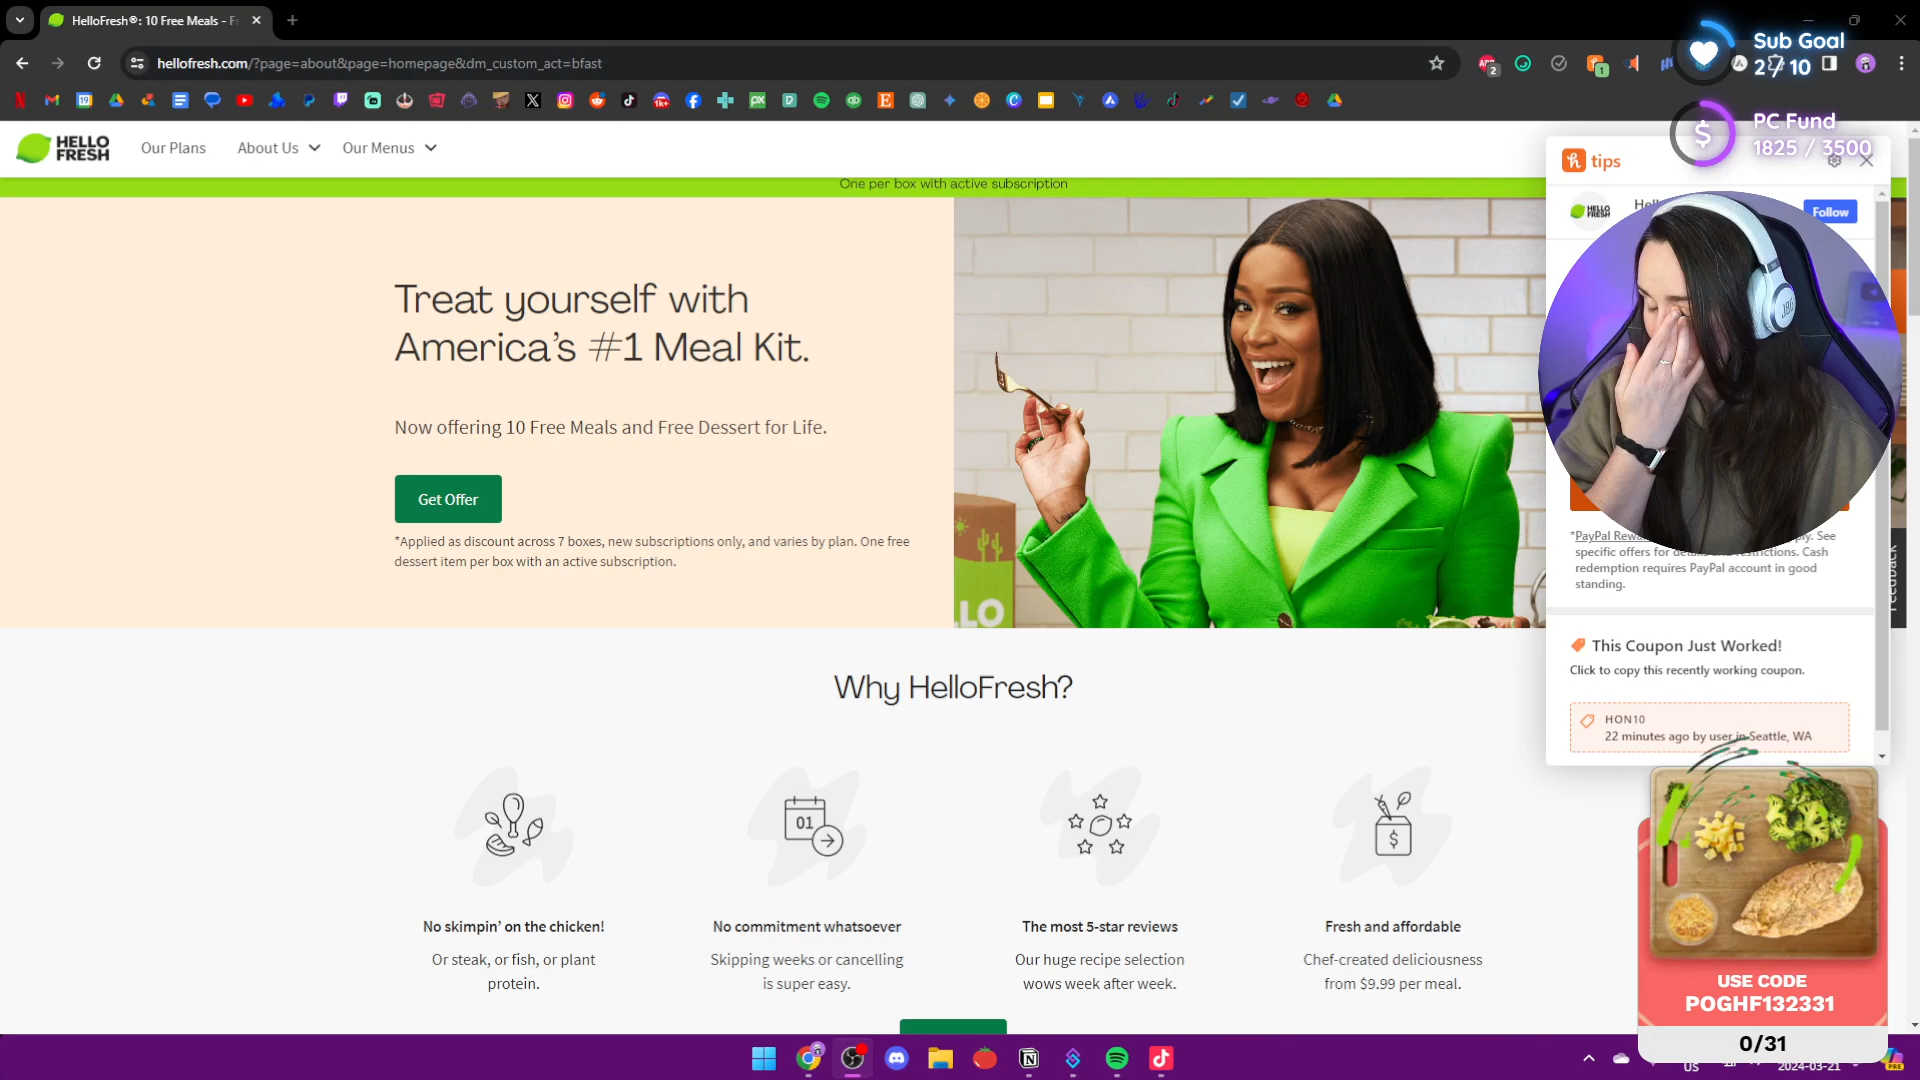 HelloFresh®: 10 Free Meals - F
hellofresh.com/?page=about&page=homepage&dm_custom_act=bfast
Sub Goal
2 / 10
PC Fund
1825 / 3500
HELLO
FRESH
Our Plans
About Us
Our Menus
One per box with active subscription
Treat yourself with
America's #1 Meal Kit.
Now offering 10 Free Meals and Free Dessert for Life.
Get Offer
*Applied as discount across 7 boxes, new subscriptions only, and varies by plan. One free
dessert item per box with an active subscription.
tips
HELLO
FRESH
Follow
JBL
specific offers for
See
redemption requires PayPal account in good
standing.
Feedback
This Coupon Just Worked!
Click to copy this recently working coupon.
HON10
22 minutes ago by user in Seattle, WA
Why HelloFresh?
01
$
No skimpin' on the chicken!
Or steak, or fish, or plant
protein.
No commitment whatsoever
Skipping weeks or cancelling
is super easy.
The most 5-star reviews
Our huge recipe selection
wows week after week.
Fresh and affordable
Chef-created deliciousness
from $9.99 per meal.
USE CODE
POGHF132331
0/31
US
2024-03-21